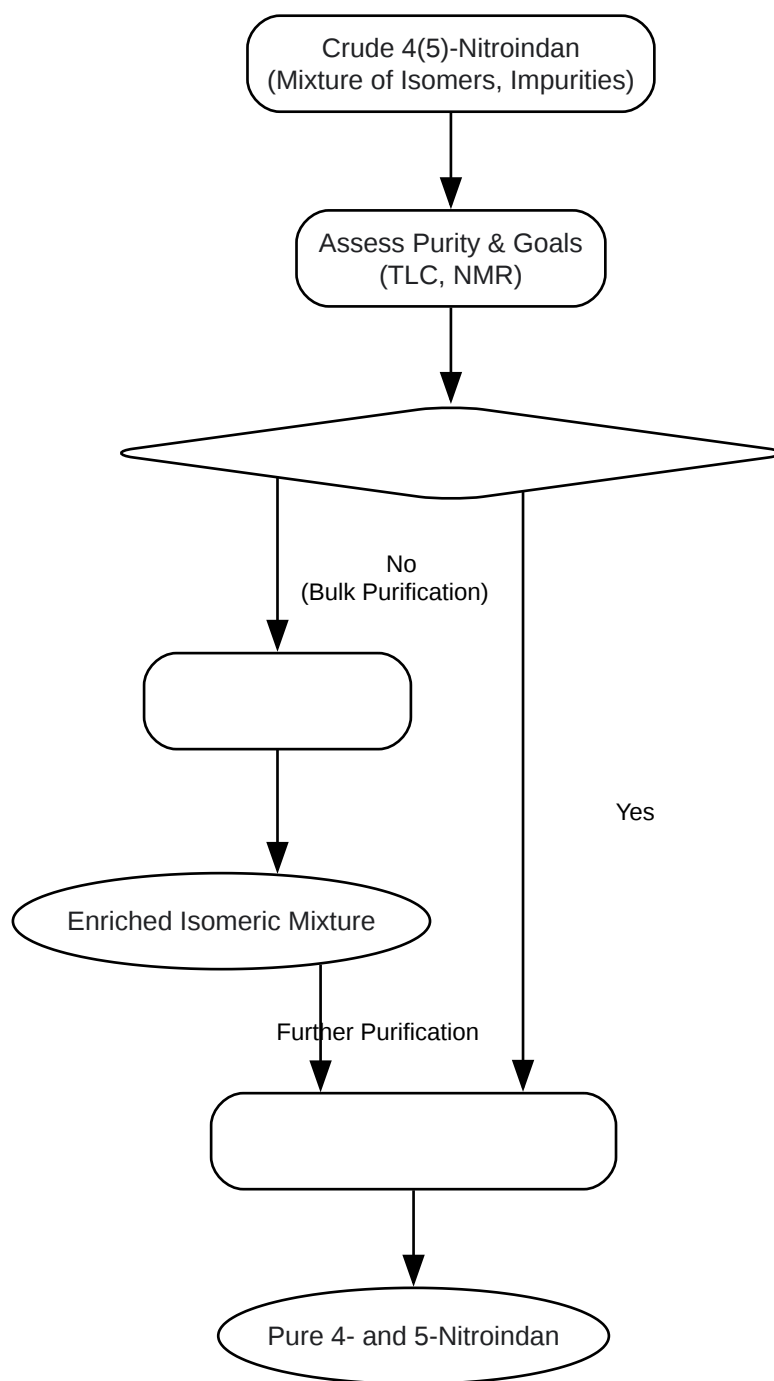 Crude 4(5)-Nitroindan
(Mixture of Isomers, Impurities)
Assess Purity & Goals
(TLC, NMR)
No
(Bulk Purification)
Yes
Enriched Isomeric Mixture
Further Purification
Pure 4- and 5-Nitroindan